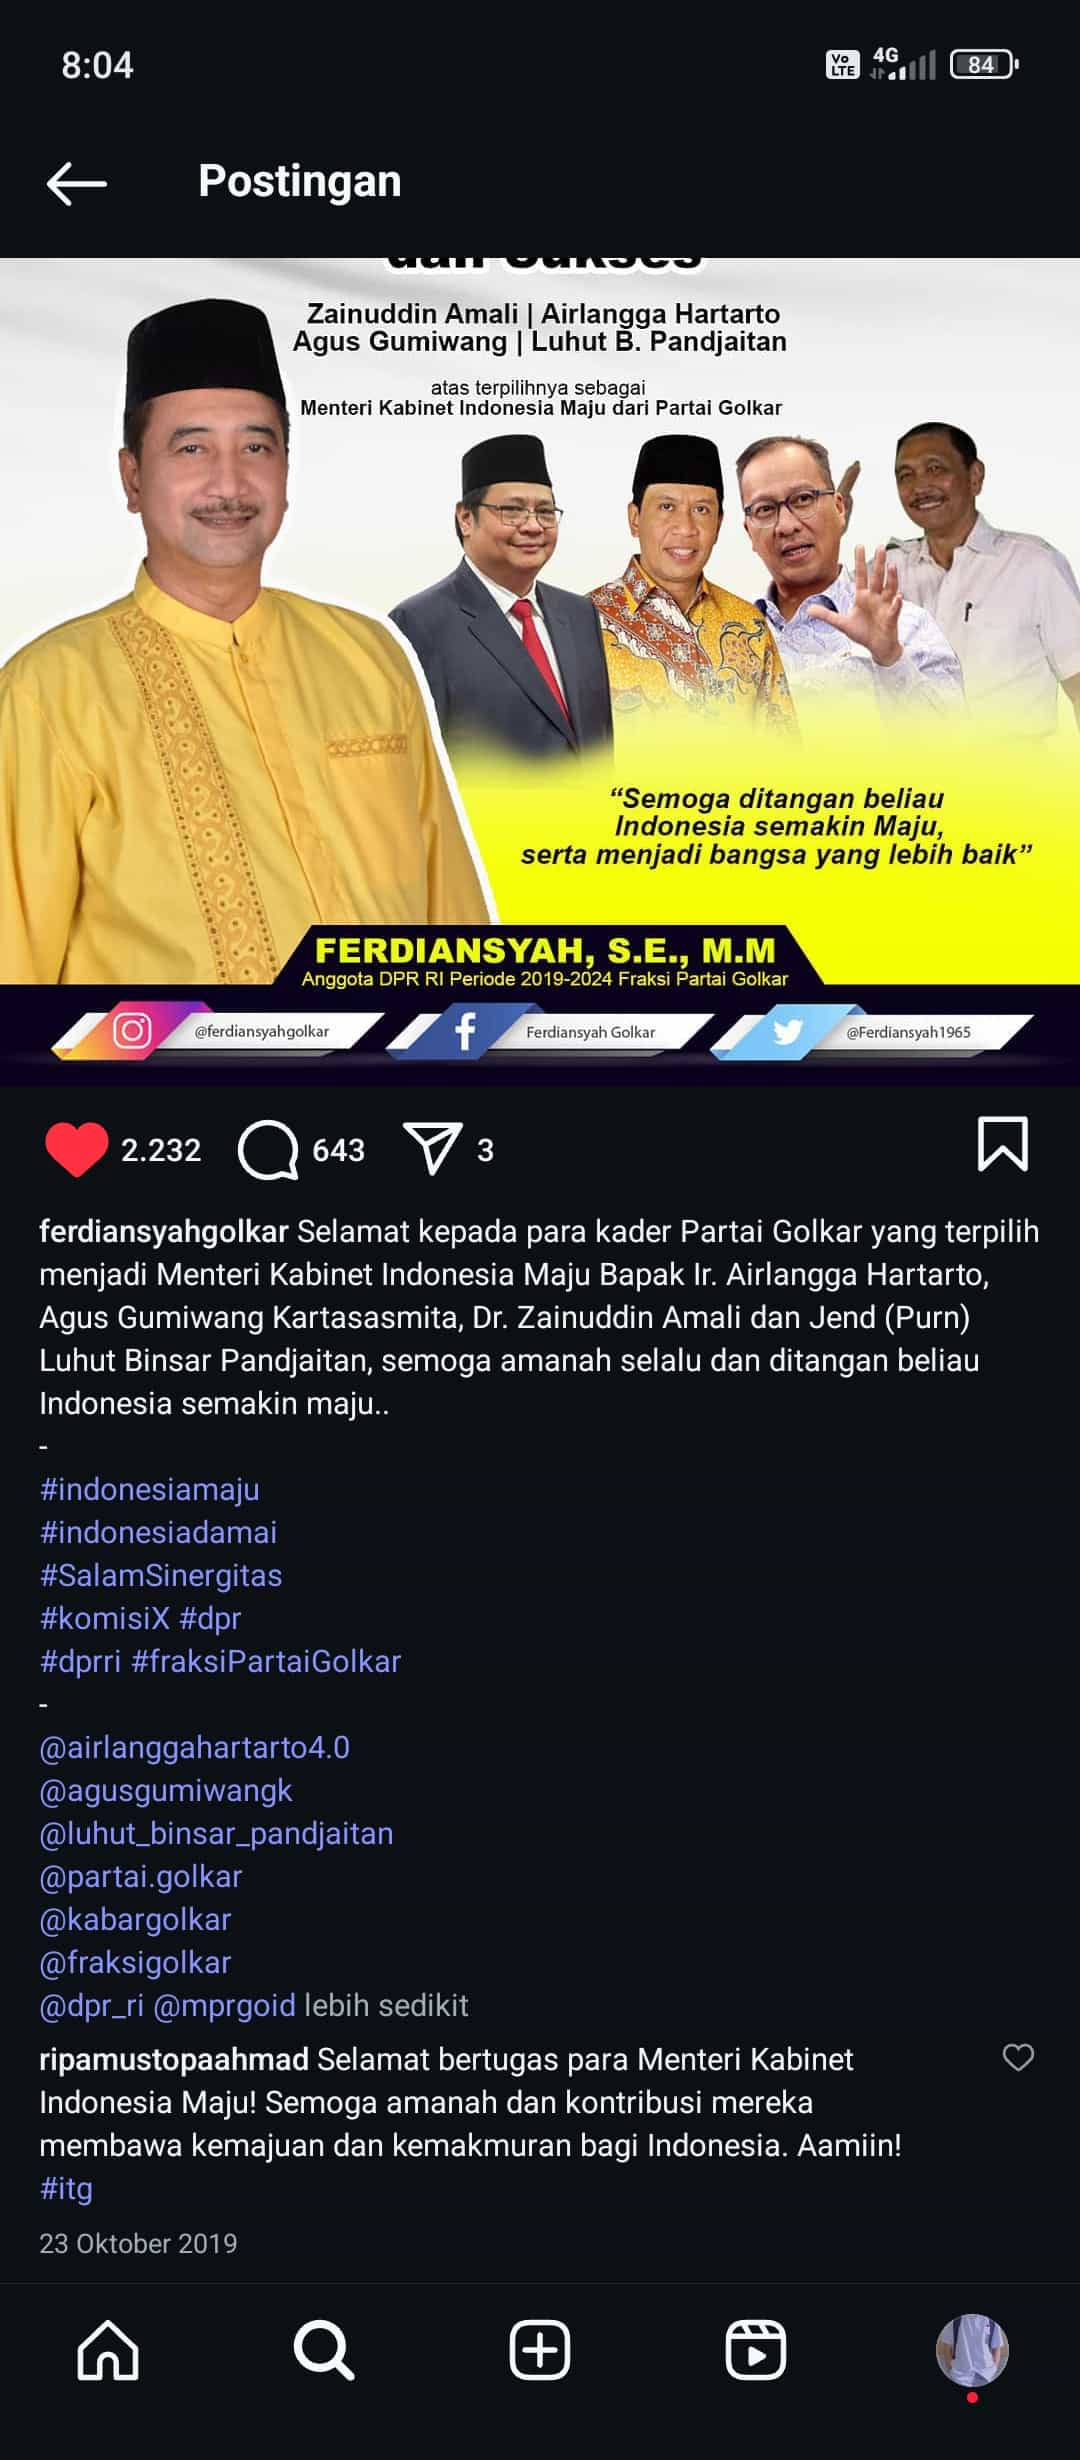 8:04
Vo LTE 4G 84
Postingan
dan Sukses
Zainuddin Amali | Airlangga Hartarto
Agus Gumiwang | Luhut B. Pandjaitan
atas terpilihnya sebagai
Menteri Kabinet Indonesia Maju dari Partai Golkar
“Semoga ditangan beliau
Indonesia semakin Maju,
serta menjadi bangsa yang lebih baik”
FERDIANSYAH, S.E., M.M
Anggota DPR RI Periode 2019-2024 Fraksi Partai Golkar
@ferdiansyahgolkar Ferdiansyah Golkar @Ferdiansyah1965
2.232 643 3
ferdiansyahgolkar Selamat kepada para kader Partai Golkar yang terpilih
menjadi Menteri Kabinet Indonesia Maju Bapak Ir. Airlangga Hartarto,
Agus Gumiwang Kartasasmita, Dr. Zainuddin Amali dan Jend (Purn)
Luhut Binsar Pandjaitan, semoga amanah selalu dan ditangan beliau
Indonesia semakin maju..
-
#indonesiamaju
#indonesiadamai
#SalamSinergitas
#komisiX #dpr
#dprri #fraksiPartaiGolkar
-
@airlanggahartarto4.0
@agusgumiwangk
@luhut_binsar_pandjaitan
@partai.golkar
@kabargolkar
@fraksigolkar
@dpr_ri @mprgoid lebih sedikit
ripamustopaahmad Selamat bertugas para Menteri Kabinet
Indonesia Maju! Semoga amanah dan kontribusi mereka
membawa kemajuan dan kemakmuran bagi Indonesia. Aamiin!
#itg
23 Oktober 2019